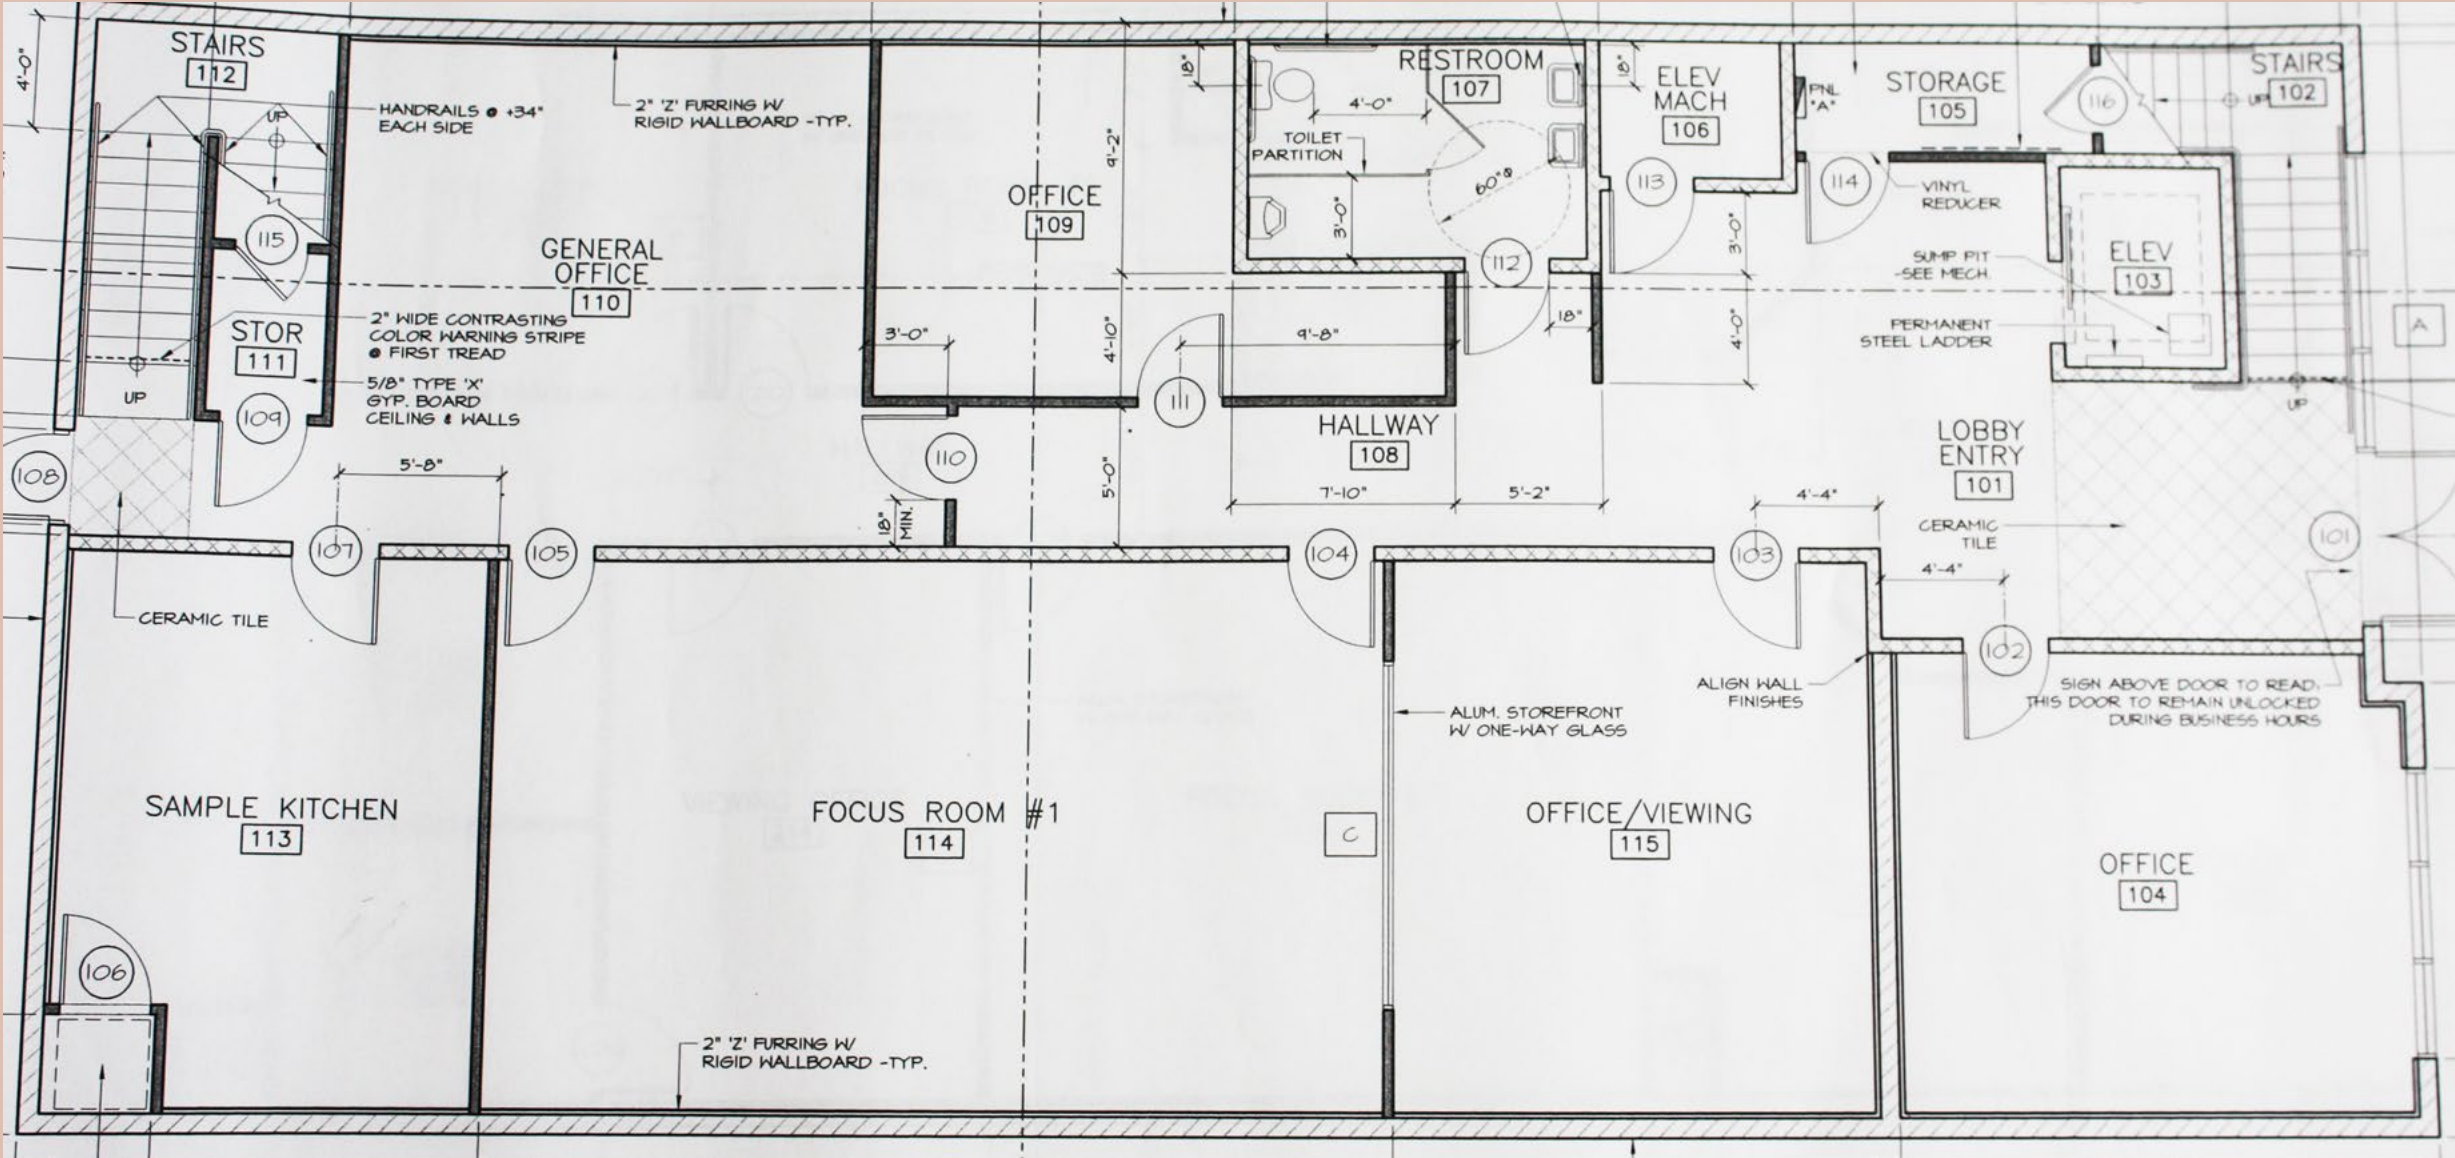 4'-0"
STAIRS
112
HANDRAILS @ +34"
EACH SIDE
UP
2" 'Z' FURRING W/
RIGID WALLBOARD -TYP.
9'-2"
18"
RESTROOM
107
4'-0"
TOILET
PARTITION
60"ø
3'-0"
18"
ELEV
MACH
106
PNL
"A"
STORAGE
105
116
STAIRS
102
UP
113
114
VINYL
REDUCER
OFFICE
109
115
GENERAL
OFFICE
110
112
3'-0"
SUMP PIT
-SEE MECH.
ELEV
103
2" WIDE CONTRASTING
COLOR WARNING STRIPE
@ FIRST TREAD
STOR
111
3'-0"
4'-10"
9'-8"
18"
4'-0"
PERMANENT
STEEL LADDER
A
UP
5/8" TYPE 'X'
GYP. BOARD
CEILING & WALLS
109
111
UP
HALLWAY
108
LOBBY
ENTRY
101
108
5'-8"
110
5'-0"
7'-10"
5'-2"
4'-4"
18"
MIN.
CERAMIC
TILE
101
107
105
104
103
4'-4"
CERAMIC TILE
102
ALIGN WALL
FINISHES
SIGN ABOVE DOOR TO READ:
THIS DOOR TO REMAIN UNLOCKED
DURING BUSINESS HOURS
ALUM. STOREFRONT
W/ ONE-WAY GLASS
SAMPLE KITCHEN
113
FOCUS ROOM #1
114
C
OFFICE/VIEWING
115
OFFICE
104
106
2" 'Z' FURRING W/
RIGID WALLBOARD -TYP.